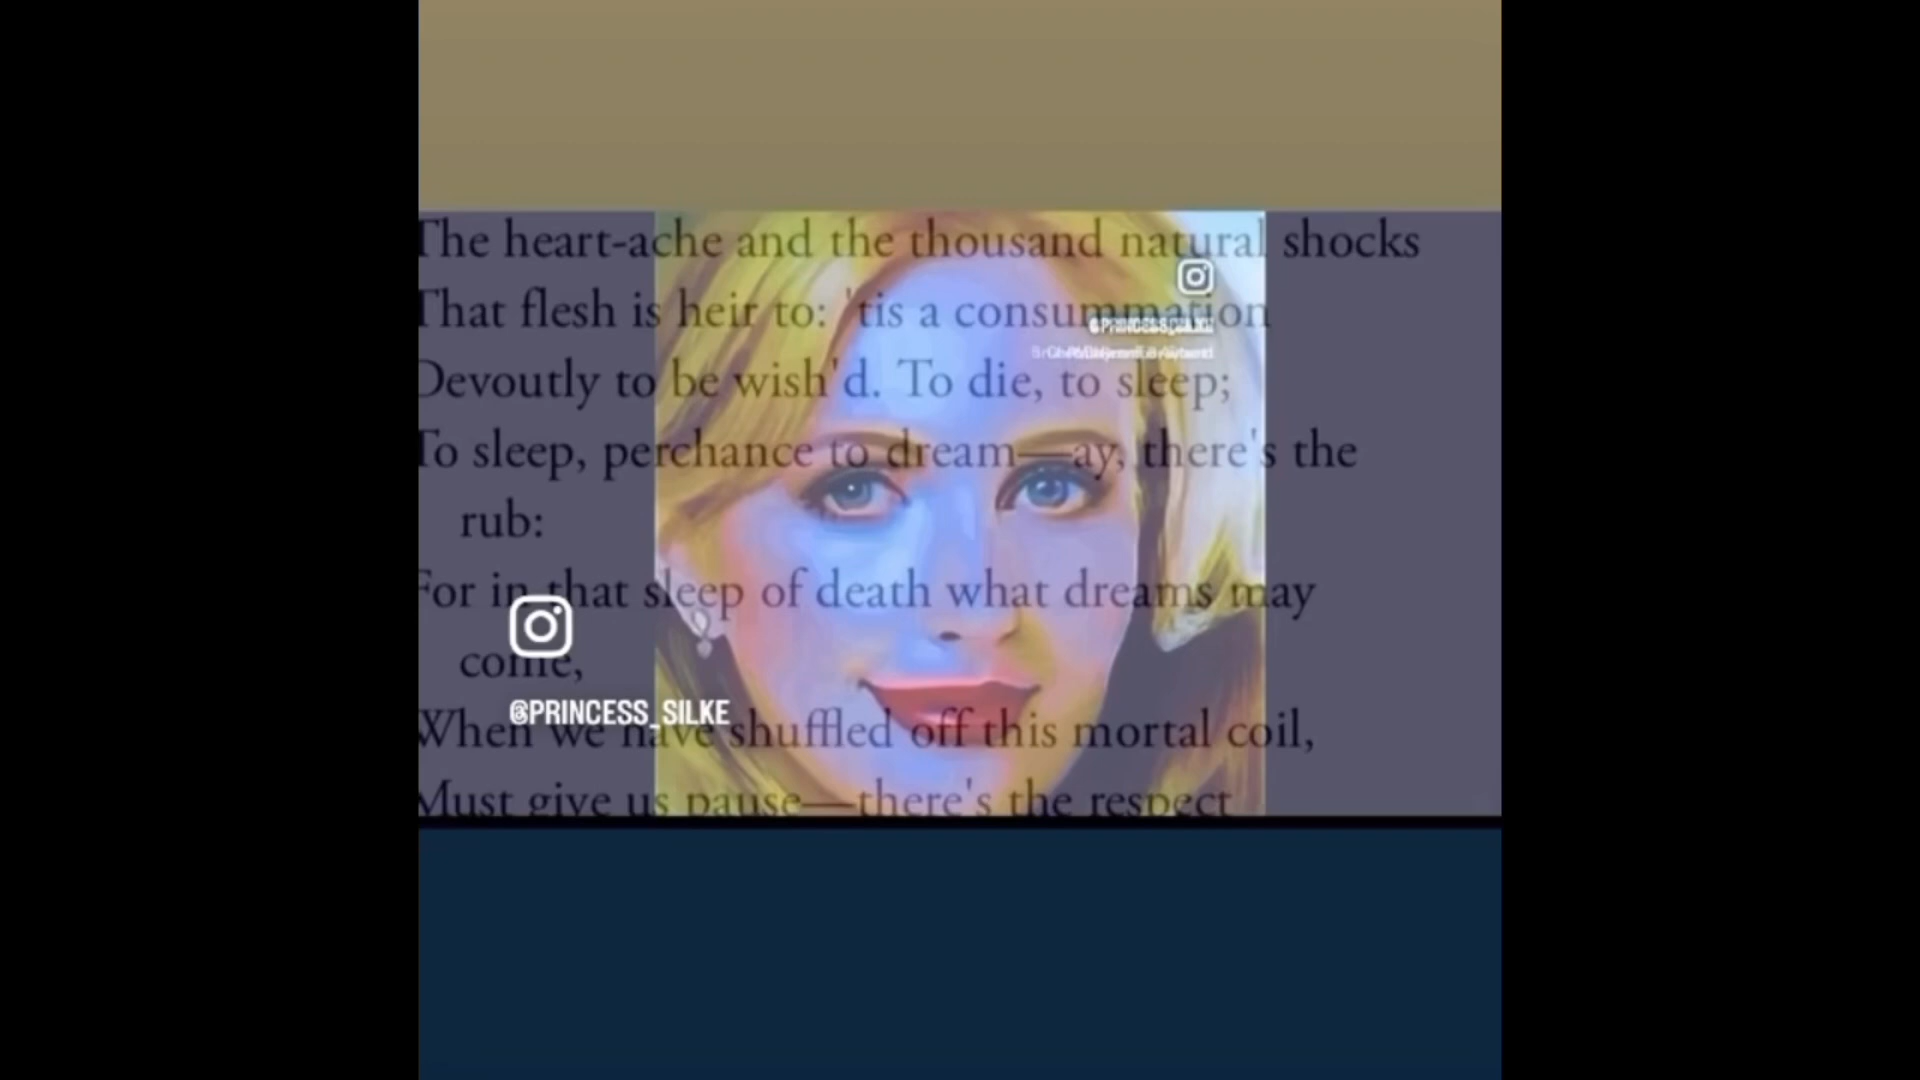 The heart-ache and the thousand natural shocks
That flesh is heir to: 'tis a consummation
Devoutly to be wish'd. To die, to sleep;
To sleep, perchance to dream—ay, there's the
rub:
For in that sleep of death what dreams may
come,
@PRINCESS_SILKE
When we have shuffled off this mortal coil,
Must give us pause—there's the respect